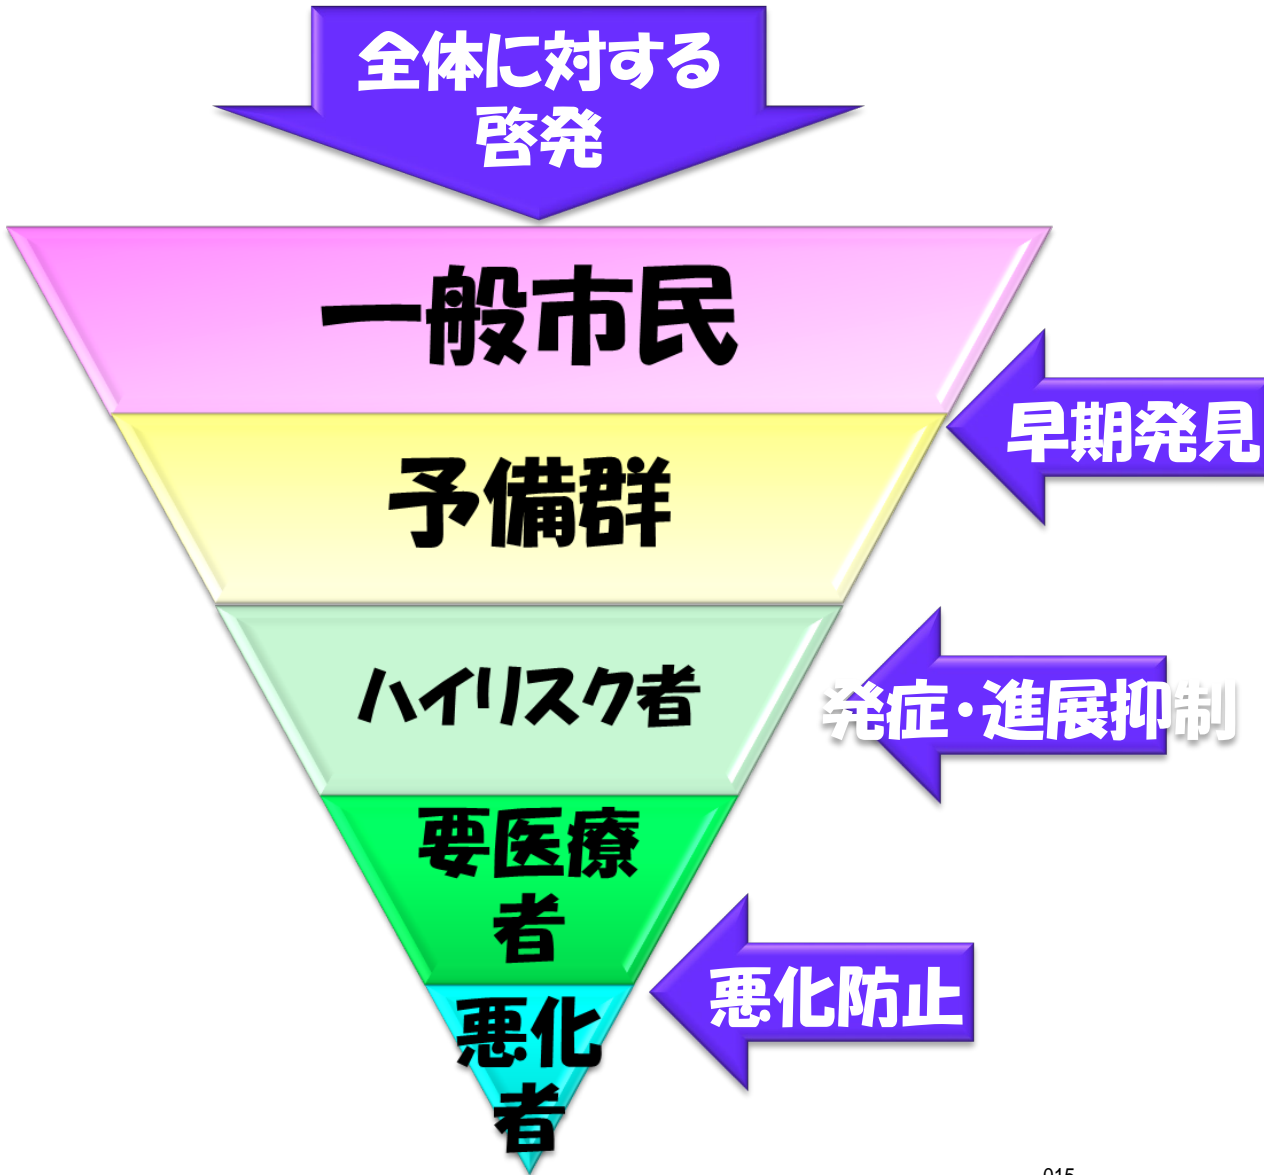 全体に対する
啓発
一般市民
早期発見
予備群
ハイリスク者
発症・進展抑制
要医療
者
悪化防止
悪化
者
015